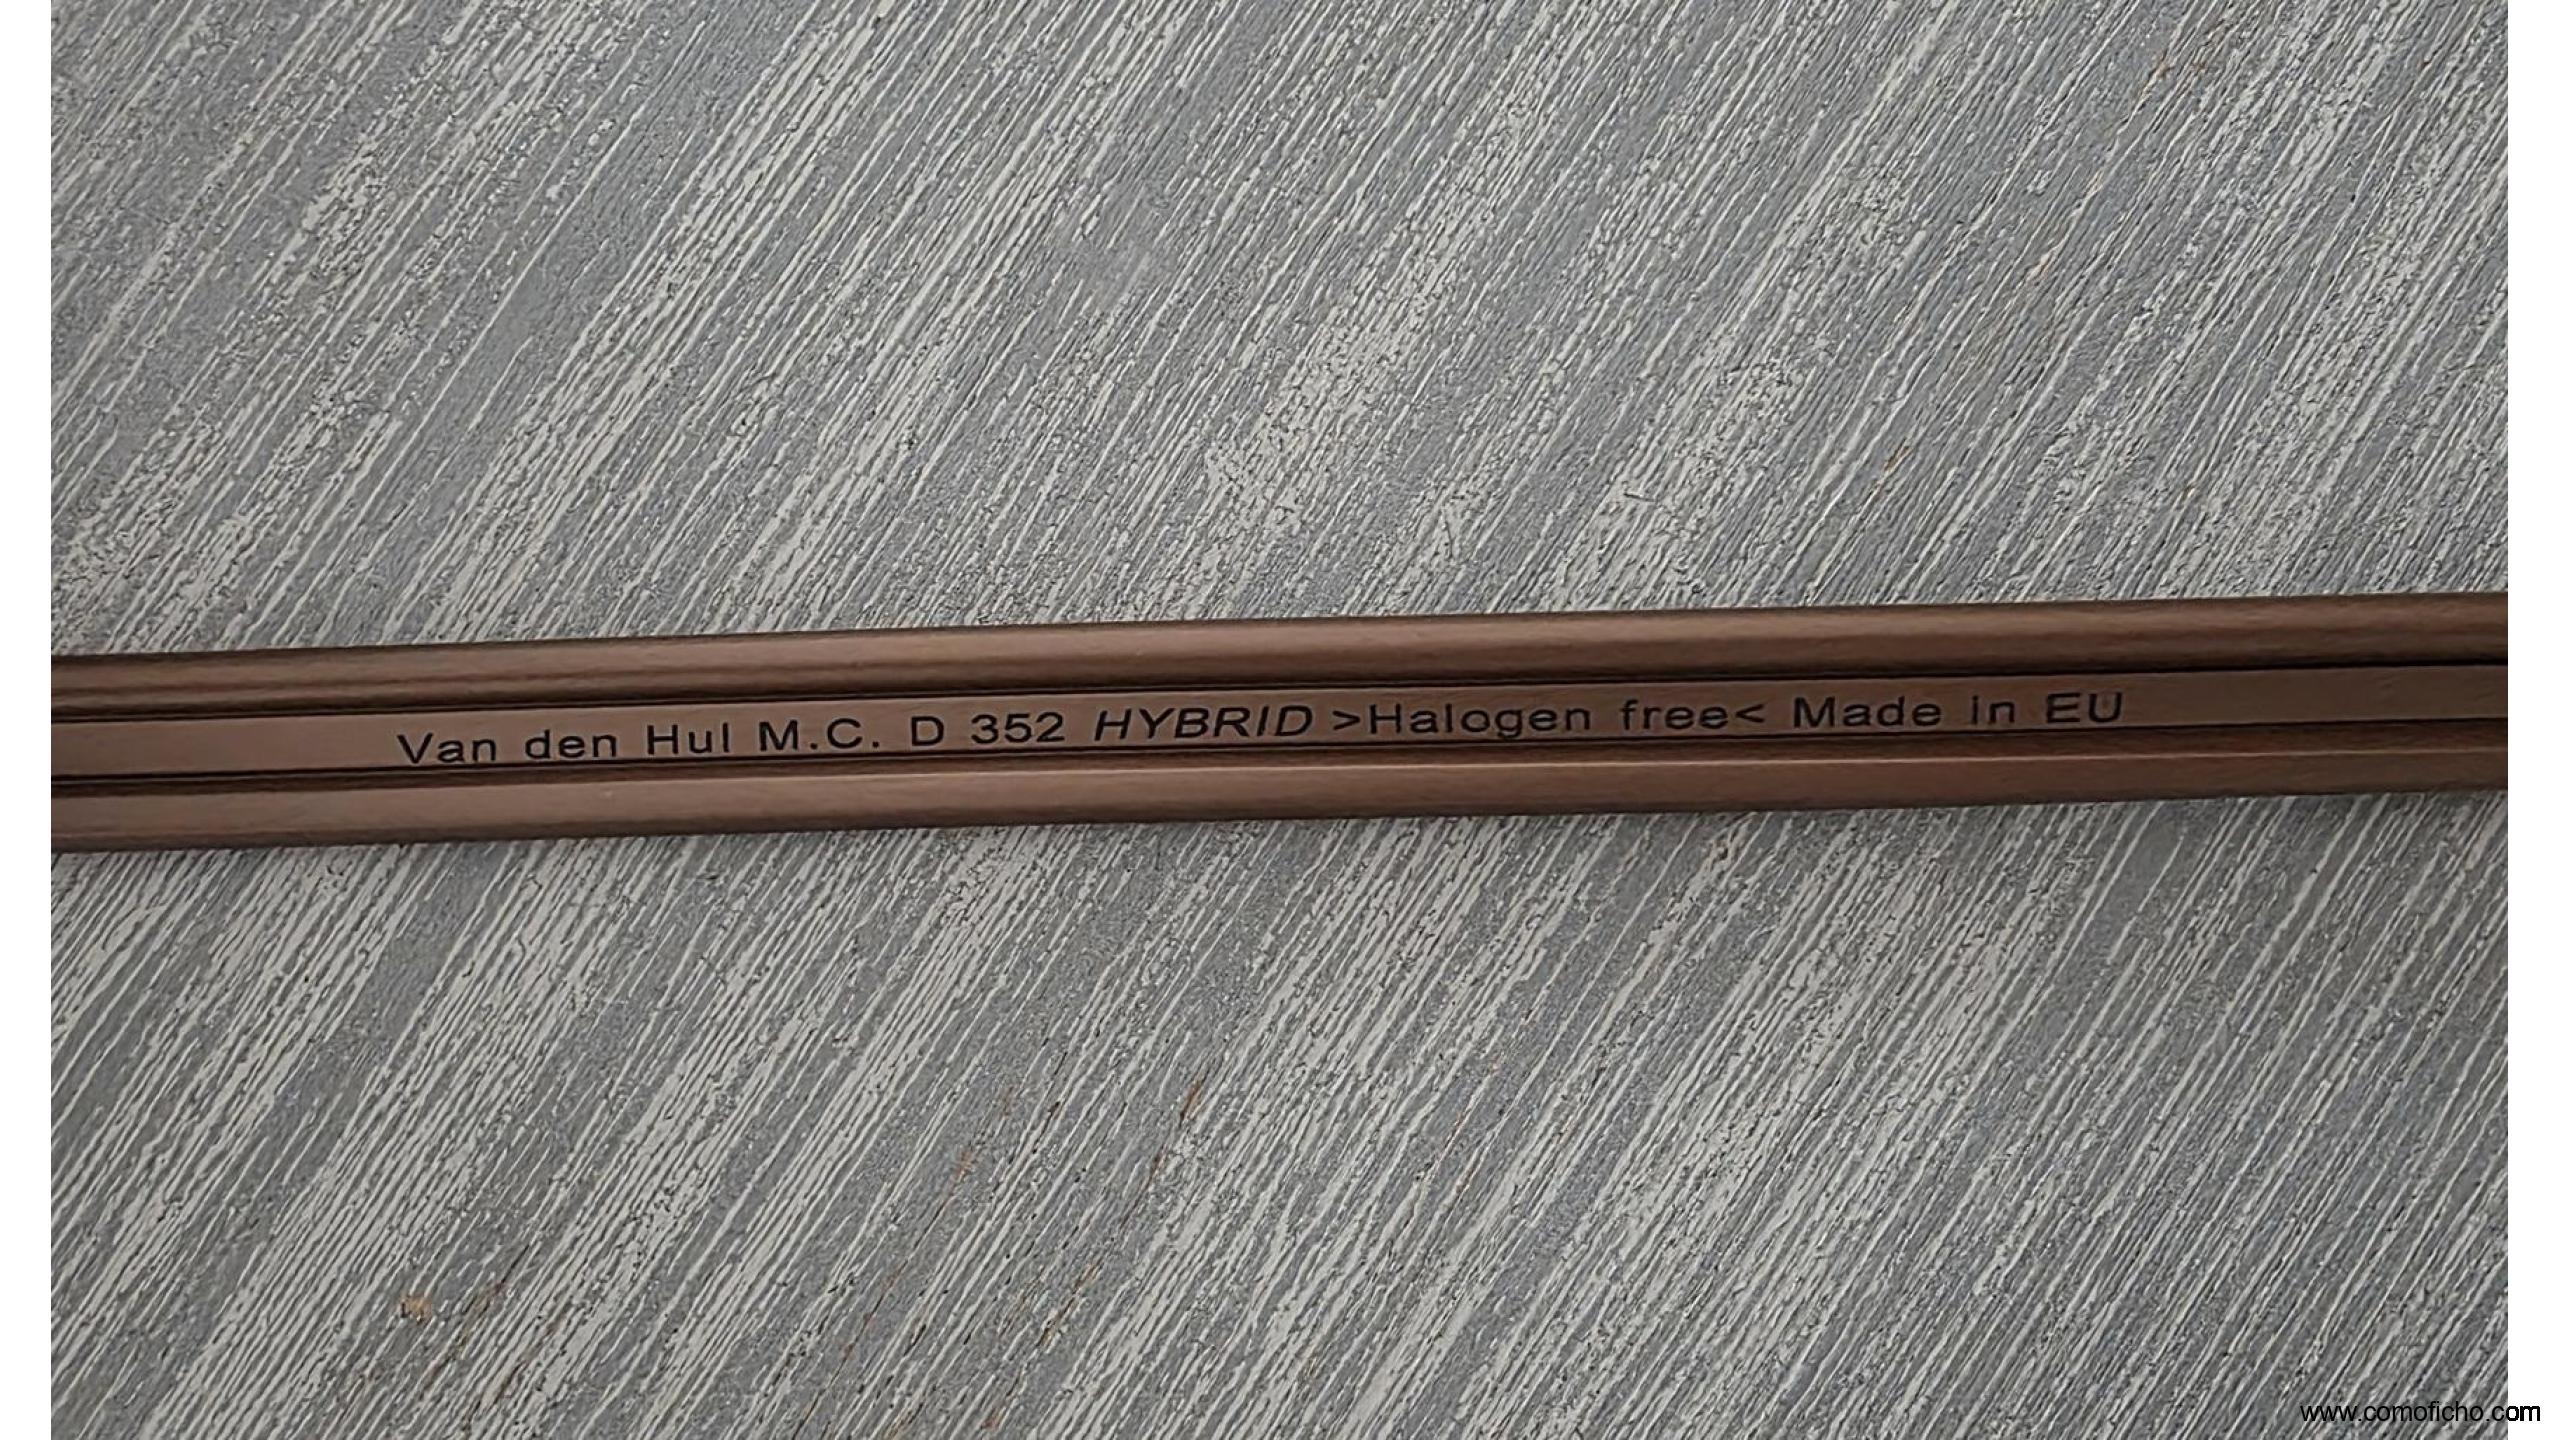 Van den Hul M.C. D 352 HYBRID >Halogen free< Made in EU
www.comoficho.com